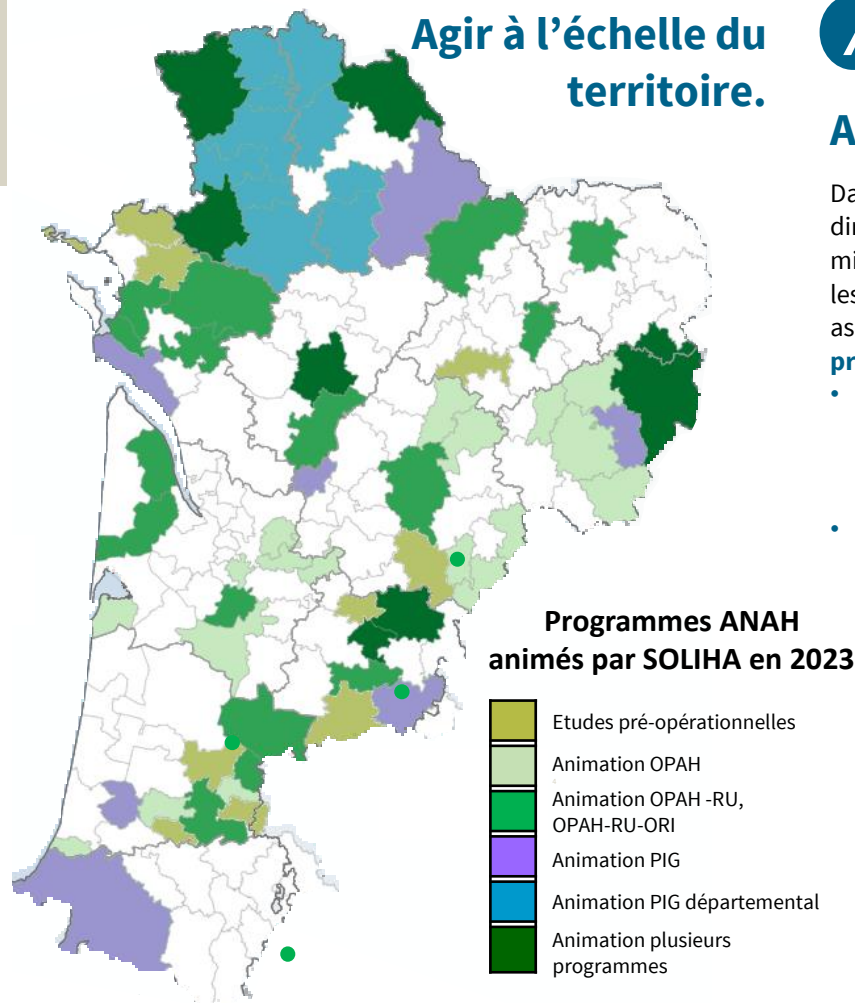 Agir à l'échelle du
territoire.
A
Da
dir
mi
les
as
pr
•
•
Programmes ANAH
animés par SOLIHA en 2023
Etudes pré-opérationnelles
Animation OPAH
Animation OPAH -RU,
OPAH-RU-ORI
Animation PIG
Animation PIG départemental
Animation plusieurs
programmes